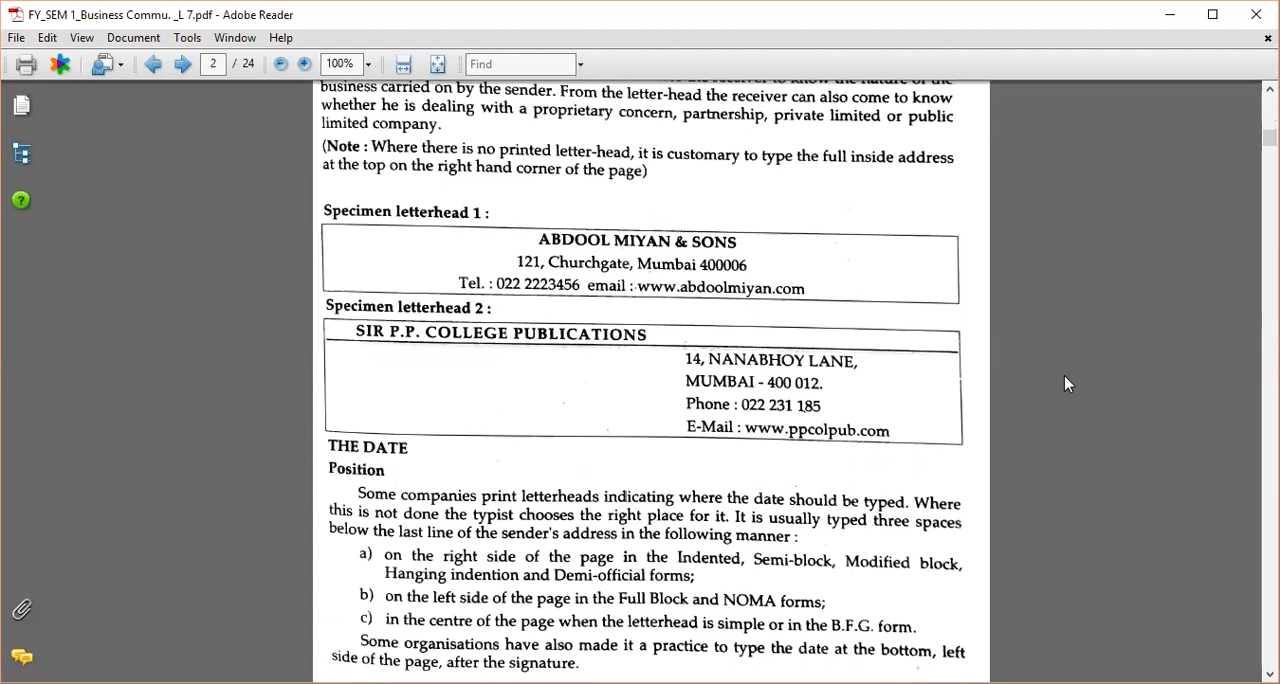 FY_SEM 1_Business Commu. _L 7.pdf - Adobe Reader
File Edit View Document Tools Window Help
2 / 24 100% Find
business carried on by the sender. From the letter-head the receiver can also come to know
whether he is dealing with a proprietary concern, partnership, private limited or public
limited company.
(Note : Where there is no printed letter-head, it is customary to type the full inside address
at the top on the right hand corner of the page)
Specimen letterhead 1 :
ABDOOL MIYAN & SONS
121, Churchgate, Mumbai 400006
Tel. : 022 2223456 email : www.abdoolmiyan.com
Specimen letterhead 2 :
SIR P.P. COLLEGE PUBLICATIONS
14, NANABHOY LANE,
MUMBAI - 400 012.
Phone : 022 231 185
E-Mail : www.ppcolpub.com
THE DATE
Position
Some companies print letterheads indicating where the date should be typed. Where
this is not done the typist chooses the right place for it. It is usually typed three spaces
below the last line of the sender's address in the following manner :
a) on the right side of the page in the Indented, Semi-block, Modified block,
Hanging indention and Demi-official forms;
b) on the left side of the page in the Full Block and NOMA forms;
c) in the centre of the page when the letterhead is simple or in the B.F.G. form.
Some organisations have also made it a practice to type the date at the bottom, left
side of the page, after the signature.